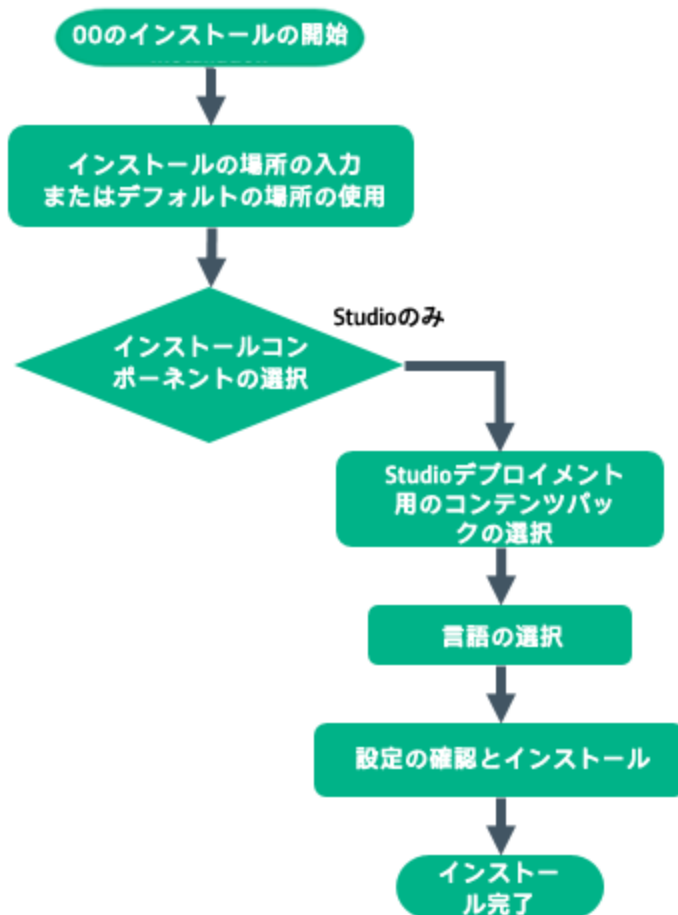 OOのインストールの開始
インストールの場所の入力
またはデフォルトの場所の使用
Studioのみ
インストールコン
ポーネントの選択
Studioデプロイメント
用のコンテンツパッ
クの選択
言語の選択
設定の確認とインストール
インストー
ル完了